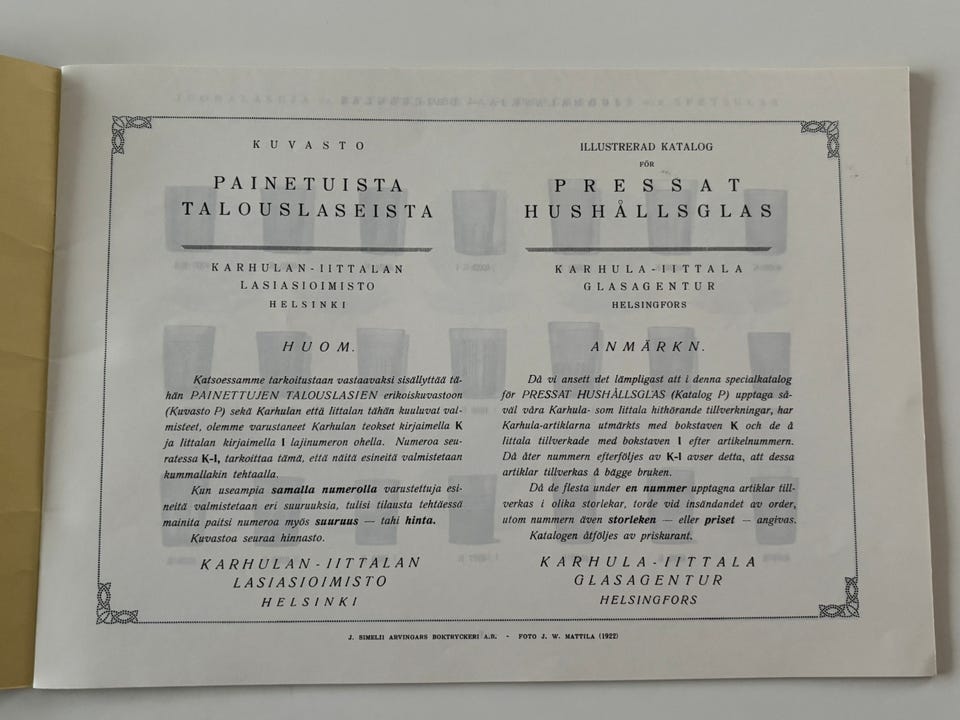 KUVASTO
PAINETUISTA
TALOUSLASEISTA
KARHULAN-IITTALAN
LASIASIOIMISTO
HELSINKI
HUOM.
Katsoessamme tarkoitustaan vastaavaksi sisällyttää tä-
hän PAINETTUJEN TALOUSLASIEN erikoiskuvastoon
(Kuvasto P) sekä Karhulan että Iittalan tähän kuuluvat val-
misteet, olemme varustaneet Karhulan teokset kirjaimella K
ja Iittalan kirjaimella I lajinumeron ohella. Numeroa seu-
ratessa K-I, tarkoittaa tämä, että näitä esineitä valmistetaan
kummallakin tehtaalla.
Kun useampia samalla numerolla varustettuja esi-
neitä valmistetaan eri suuruuksia, tulisi tilausta tehtäessä
mainita paitsi numeroa myös suuruus — tahi hinta.
Kuvastoa seuraa hinnasto.
KARHULAN-IITTALAN
LASIASIOIMISTO
HELSINKI
ILLUSTRERAD KATALOG
FÖR
PRESSAT
HUSHÅLLSGLAS
KARHULA-IITTALA
GLASAGENTUR
HELSINGFORS
ANMÄRKN.
Då vi ansett det lämpligast att i denna specialkatalog
för PRESSAT HUSHÅLLSGLAS (Katalog P) upptaga så-
väl våra Karhula- som Iittala hithörande tillverkningar, har
Karhula-artiklarna utmärkts med bokstaven K och de å
Iittala tillverkade med bokstaven I efter artikelnummern.
Då åter nummern efterföljes av K-I avser detta, att dessa
artiklar tillverkas å bägge bruken.
Då de flesta under en nummer upptagna artiklar till-
verkas i olika storlekar, torde vid insändandet av order,
utom nummern även storleken — eller priset — angivas.
Katalogen åtföljes av priskurant.
KARHULA-IITTALA
GLASAGENTUR
HELSINGFORS
J. SIMELII ARVINGARS BOKTRYCKERI A.B. - FOTO J. W. MATTILA (1922)